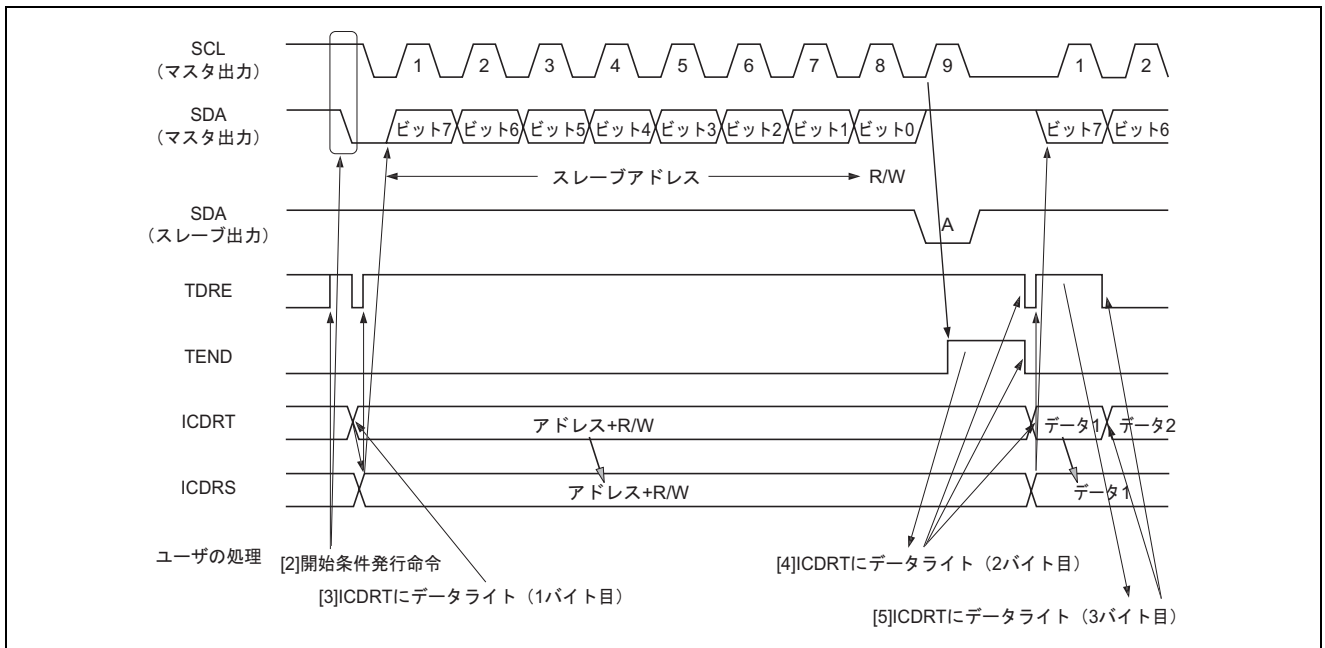 SCL
（マスタ出力）
1 2 3 4 5 6 7 8 9 1 2
SDA
（マスタ出力）
ビット7 ビット6 ビット5 ビット4 ビット3 ビット2 ビット1 ビット0 ビット7 ビット6
スレーブアドレス R/W
SDA
（スレーブ出力）
A
TDRE
TEND
ICDRT
アドレス+R/W データ1 データ2
ICDRS
アドレス+R/W データ1
ユーザの処理
[2]開始条件発行命令
[4]ICDRTにデータライト（2バイト目）
[3]ICDRTにデータライト（1バイト目）
[5]ICDRTにデータライト（3バイト目）